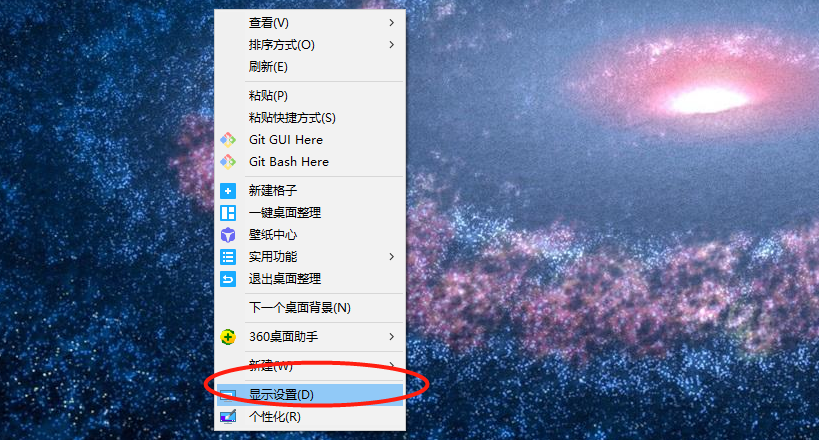 查看(V)
排序方式(O)
刷新(E)
粘贴(P)
粘贴快捷方式(S)
Git GUI Here
Git Bash Here
新建格子
一键桌面整理
壁纸中心
实用功能
退出桌面整理
下一个桌面背景(N)
360桌面助手
新建(W)
显示设置(D)
个性化(R)